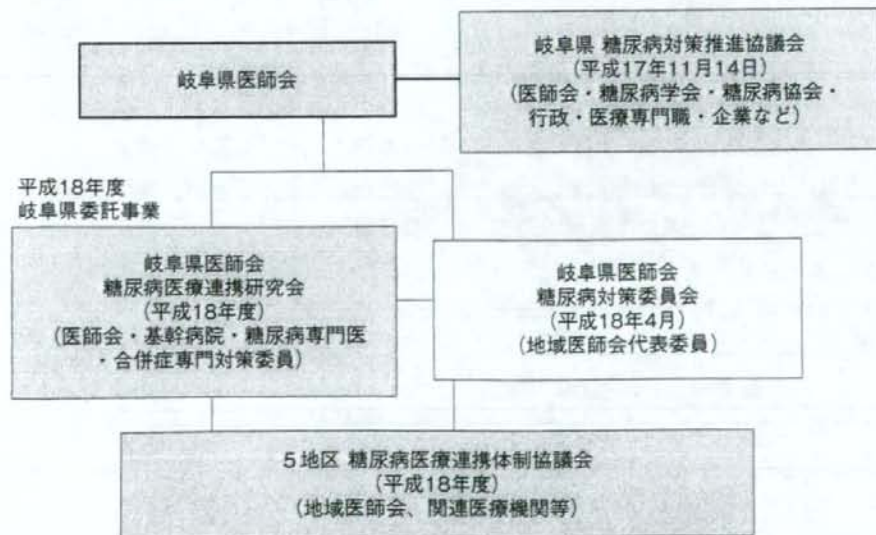 岐阜県医師会
岐阜県 糖尿病対策推進協議会
(平成17年11月14日)
(医師会・糖尿病学会・糖尿病協会・
行政・医療専門職・企業など)
平成18年度
岐阜県委託事業
岐阜県医師会
糖尿病医療連携研究会
(平成18年度)
(医師会・基幹病院・糖尿病専門医
・合併症専門対策委員)
岐阜県医師会
糖尿病対策委員会
(平成18年4月)
(地域医師会代表委員)
5地区 糖尿病医療連携体制協議会
(平成18年度)
(地域医師会、関連医療機関等)